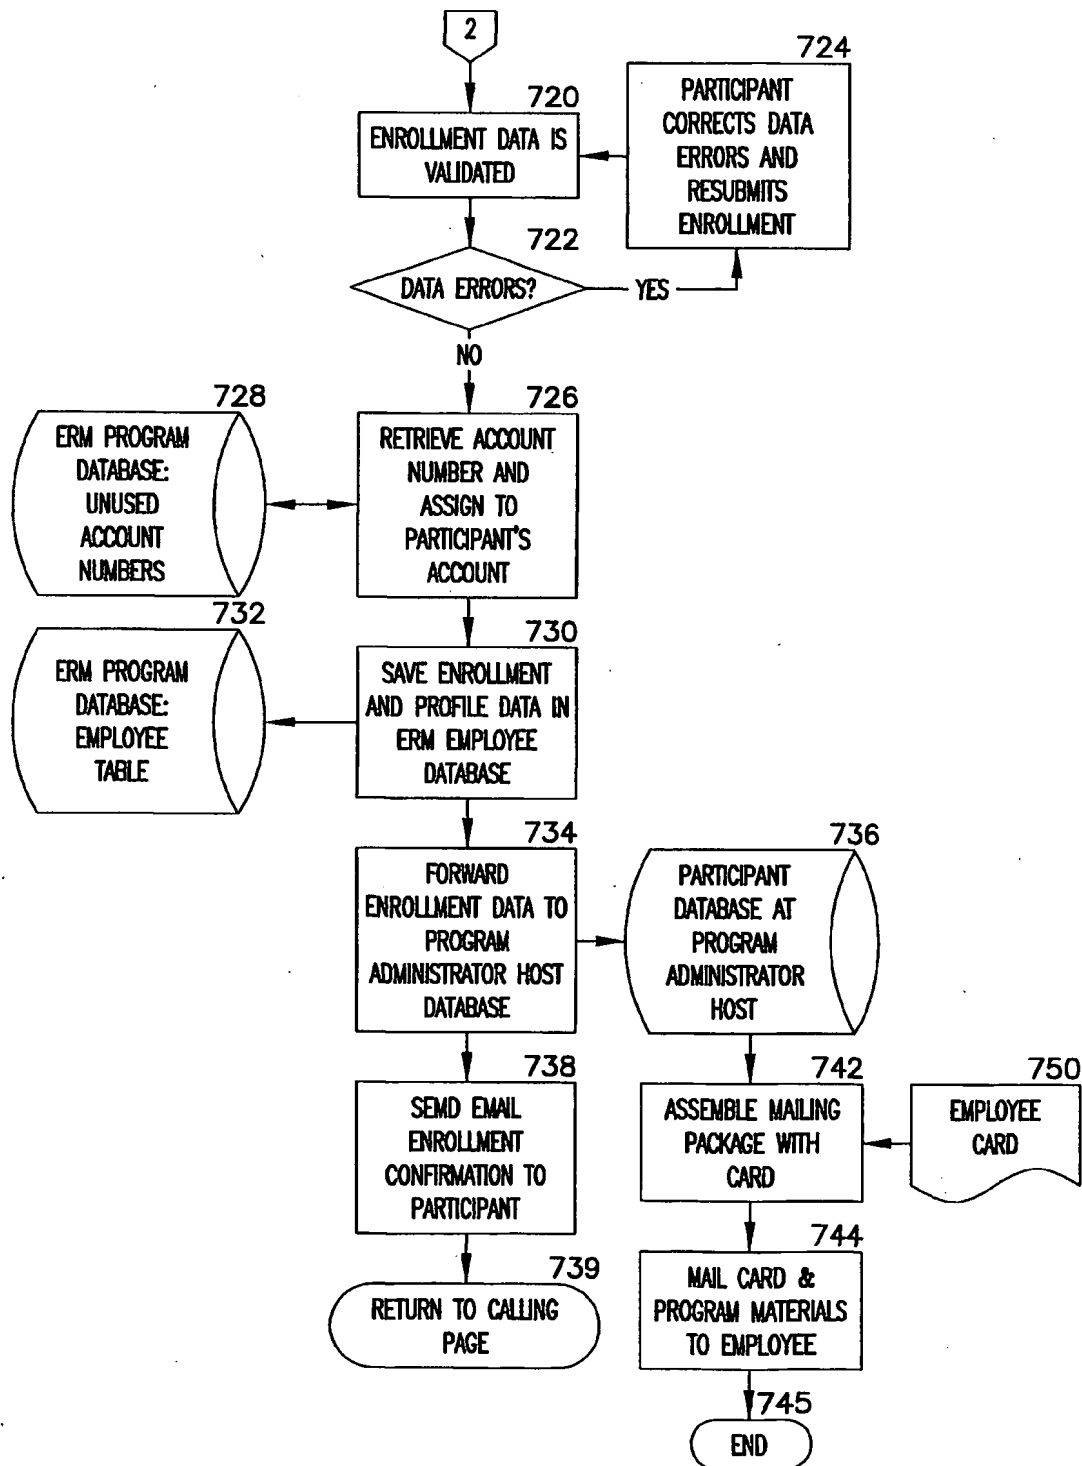 2
724
PARTICIPANT
CORRECTS DATA
ERRORS AND
RESUBMITS
ENROLLMENT
720
ENROLLMENT DATA IS
VALIDATED
722
DATA ERRORS?
YES
NO
728
ERM PROGRAM
DATABASE:
UNUSED
ACCOUNT
NUMBERS
726
RETRIEVE ACCOUNT
NUMBER AND
ASSIGN TO
PARTICIPANT'S
ACCOUNT
732
ERM PROGRAM
DATABASE:
EMPLOYEE
TABLE
730
SAVE ENROLLMENT
AND PROFILE DATA IN
ERM EMPLOYEE
DATABASE
734
FORWARD
ENROLLMENT DATA TO
PROGRAM
ADMINISTRATOR HOST
DATABASE
736
PARTICIPANT
DATABASE AT
PROGRAM
ADMINISTRATOR
HOST
738
SEMD EMAIL
ENROLLMENT
CONFIRMATION TO
PARTICIPANT
742
ASSEMBLE MAILING
PACKAGE WITH
CARD
750
EMPLOYEE
CARD
739
RETURN TO CALLING
PAGE
744
MAIL CARD &
PROGRAM MATERIALS
TO EMPLOYEE
745
END